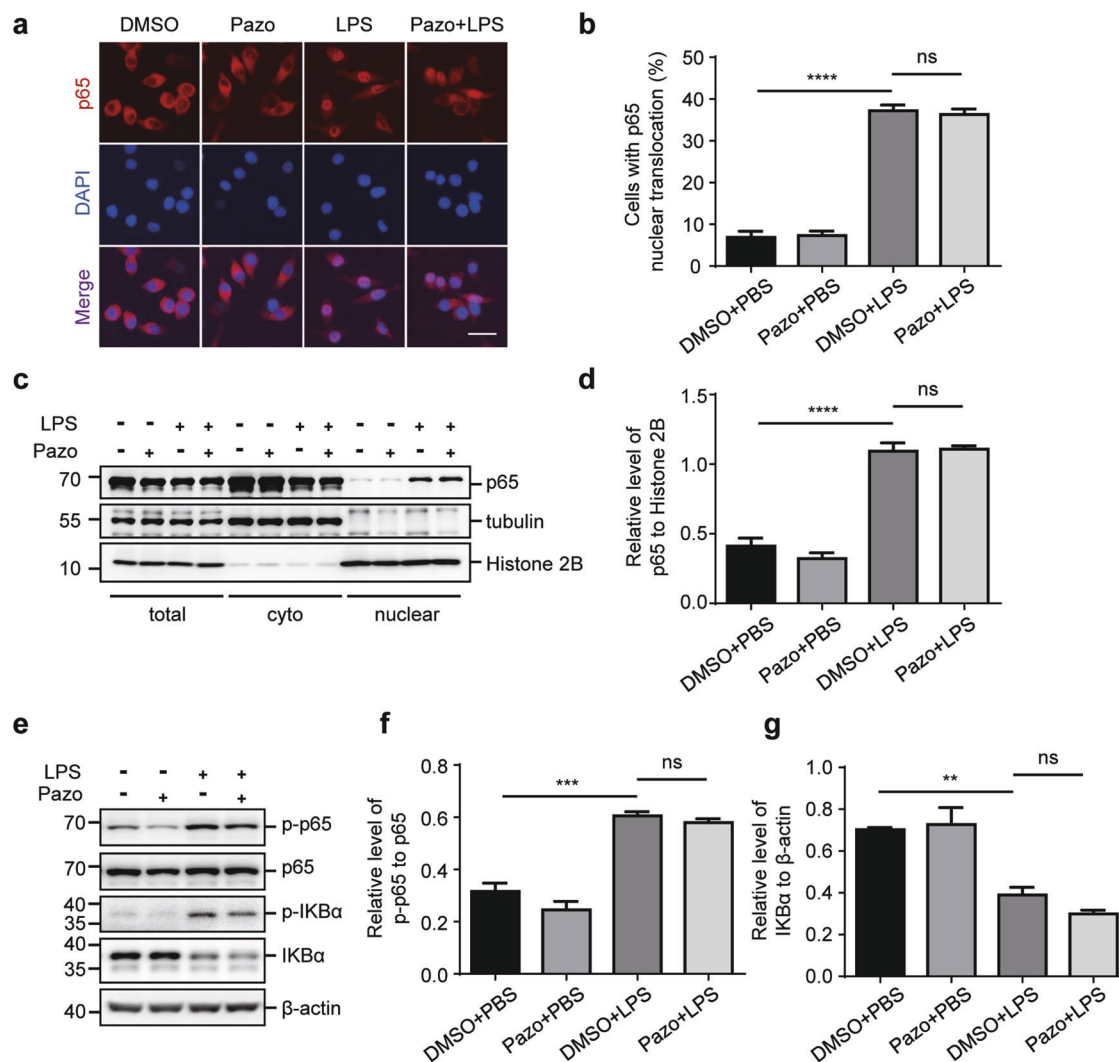 a
DMSO Pazo LPS Pazo+LPS
p65
DAPI
Merge
b
Cells with p65
nuclear translocation (%)
50
40
30
20
10
0
**** ns
DMSO+PBS Pazo+PBS DMSO+LPS Pazo+LPS
c
LPS - - + + - - + + - - + +
Pazo - + - + - + - + - + - +
70 p65
55 tubulin
10 Histone 2B
total cyto nuclear
d
Relative level of
p65 to Histone 2B
1.5
1.0
0.5
0.0
**** ns
DMSO+PBS Pazo+PBS DMSO+LPS Pazo+LPS
e
LPS - - + +
Pazo - + - +
70 p-p65
70 p65
40
35 p-IKBα
40 IKBα
35
40 β-actin
f
Relative level of
p-p65 to p65
0.8
0.6
0.4
0.2
0.0
*** ns
DMSO+PBS Pazo+PBS DMSO+LPS Pazo+LPS
g
Relative level of
IKBα to β-actin
1.0
0.8
0.6
0.4
0.2
0.0
** ns
DMSO+PBS Pazo+PBS DMSO+LPS Pazo+LPS